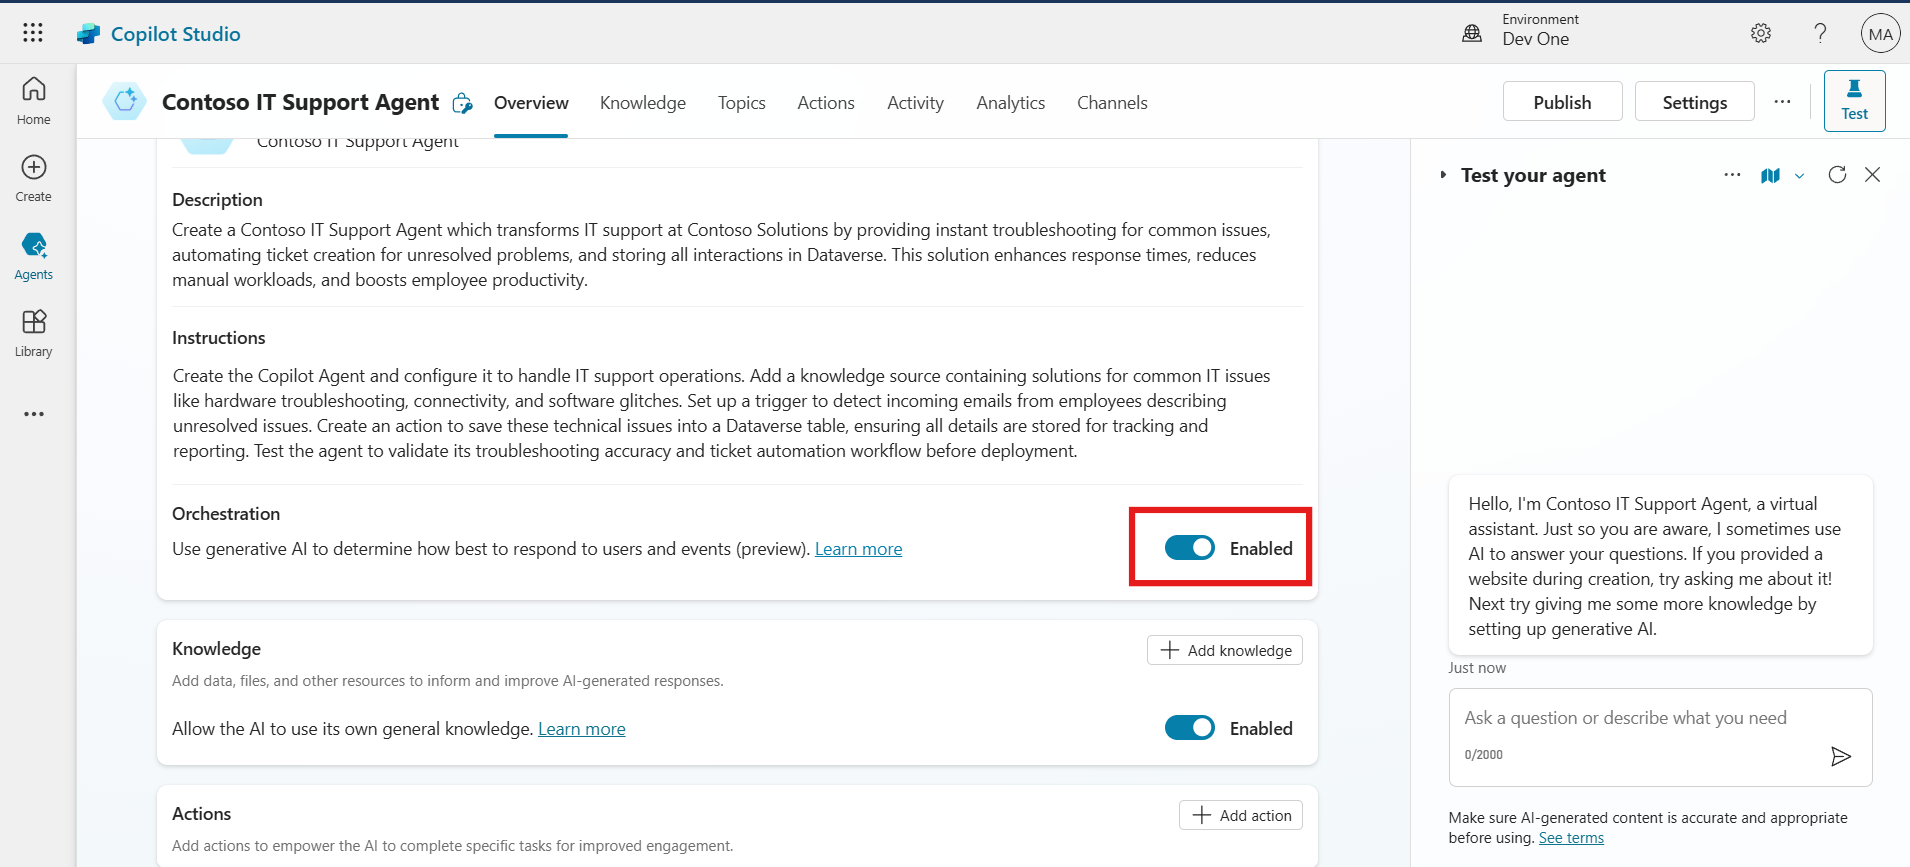 Copilot Studio
Environment
Dev One
MA
Home
Create
Agents
Library
Contoso IT Support Agent
Overview
Knowledge
Topics
Actions
Activity
Analytics
Channels
Publish
Settings
Test
Contoso IT Support Agent
Description
Create a Contoso IT Support Agent which transforms IT support at Contoso Solutions by providing instant troubleshooting for common issues,
automating ticket creation for unresolved problems, and storing all interactions in Dataverse. This solution enhances response times, reduces
manual workloads, and boosts employee productivity.
Instructions
Create the Copilot Agent and configure it to handle IT support operations. Add a knowledge source containing solutions for common IT issues
like hardware troubleshooting, connectivity, and software glitches. Set up a trigger to detect incoming emails from employees describing
unresolved issues. Create an action to save these technical issues into a Dataverse table, ensuring all details are stored for tracking and
reporting. Test the agent to validate its troubleshooting accuracy and ticket automation workflow before deployment.
Orchestration
Use generative AI to determine how best to respond to users and events (preview). Learn more
Enabled
Knowledge
Add knowledge
Add data, files, and other resources to inform and improve AI-generated responses.
Allow the AI to use its own general knowledge. Learn more
Enabled
Actions
Add action
Add actions to empower the AI to complete specific tasks for improved engagement.
Test your agent
Hello, I'm Contoso IT Support Agent, a virtual
assistant. Just so you are aware, I sometimes use
AI to answer your questions. If you provided a
website during creation, try asking me about it!
Next try giving me some more knowledge by
setting up generative AI.
Just now
Ask a question or describe what you need
0/2000
Make sure AI-generated content is accurate and appropriate
before using. See terms